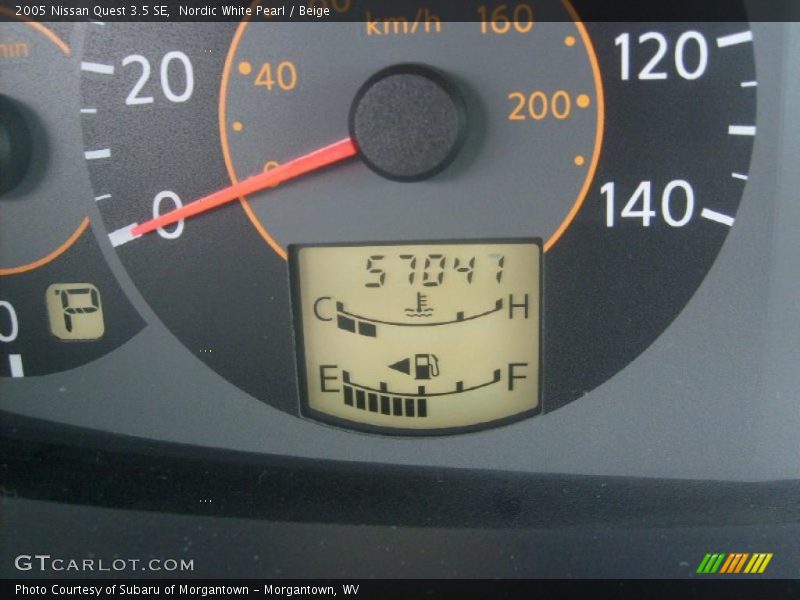 2005 Nissan Quest 3.5 SE,  Nordic White Pearl / Beige
km/h 160
20 40 120
200
0 140
57047
P
C H
E F
GTCARLOT.COM
Photo Courtesy of Subaru of Morgantown - Morgantown, WV